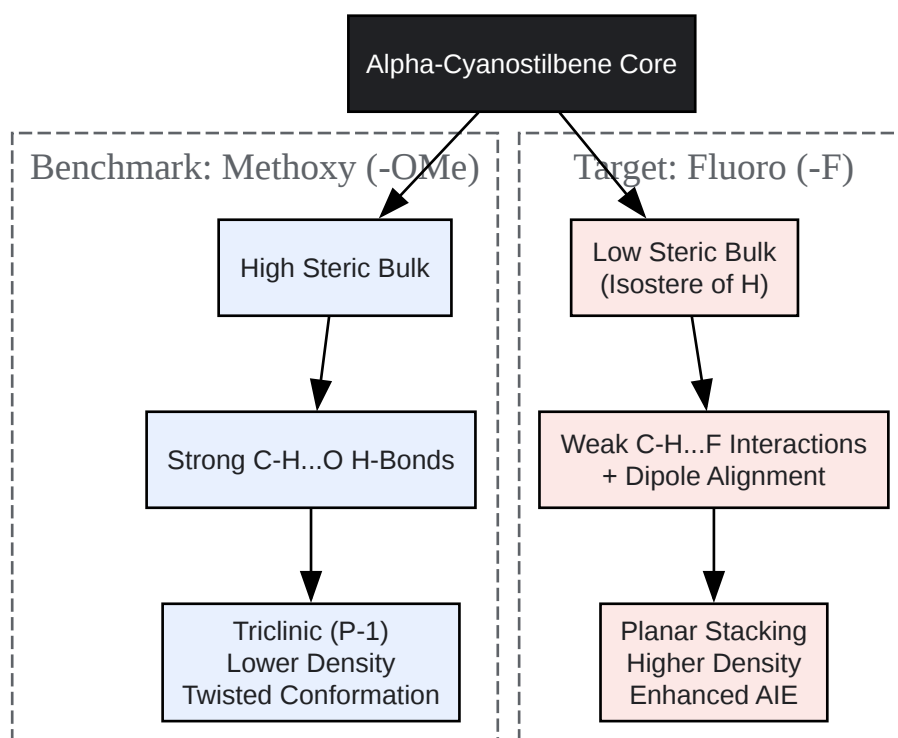 Alpha-Cyanostilbene Core
Benchmark: Methoxy (-OMe)
High Steric Bulk
Strong C-H...O H-Bonds
Triclinic (P-1)
Lower Density
Twisted Conformation
Target: Fluoro (-F)
Low Steric Bulk
(Isostere of H)
Weak C-H...F Interactions
+ Dipole Alignment
Planar Stacking
Higher Density
Enhanced AIE